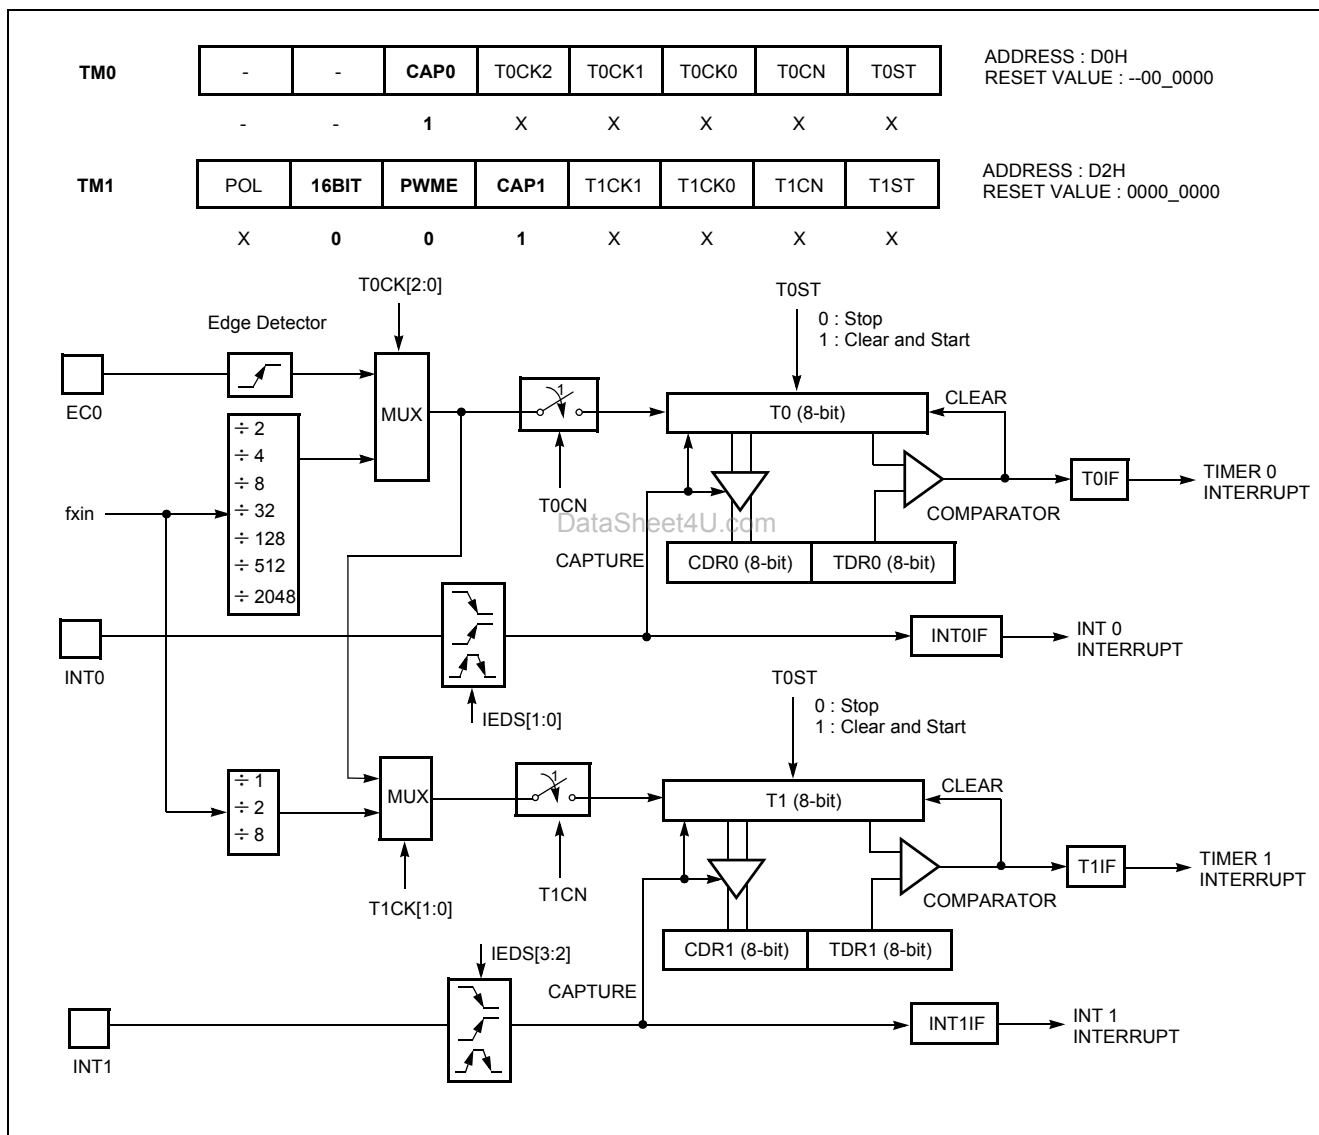 TM0 - - CAP0 T0CK2 T0CK1 T0CK0 T0CN T0ST
ADDRESS : D0H
RESET VALUE : --00_0000
- - 1 X X X X X
TM1 POL 16BIT PWME CAP1 T1CK1 T1CK0 T1CN T1ST
ADDRESS : D2H
RESET VALUE : 0000_0000
X 0 0 1 X X X X
T0CK[2:0]
T0ST
0 : Stop
1 : Clear and Start
Edge Detector
EC0
MUX
1
T0 (8-bit)
CLEAR
÷ 2
÷ 4
÷ 8
÷ 32
÷ 128
÷ 512
÷ 2048
fxin
T0CN
COMPARATOR
T0IF
TIMER 0
INTERRUPT
DataSheet4U.com
CAPTURE
CDR0 (8-bit)
TDR0 (8-bit)
INT0
IEDS[1:0]
INT0IF
INT 0
INTERRUPT
T0ST
0 : Stop
1 : Clear and Start
÷ 1
÷ 2
÷ 8
MUX
1
T1 (8-bit)
CLEAR
T1CK[1:0]
T1CN
COMPARATOR
T1IF
TIMER 1
INTERRUPT
CDR1 (8-bit)
TDR1 (8-bit)
IEDS[3:2]
CAPTURE
INT1
INT1IF
INT 1
INTERRUPT